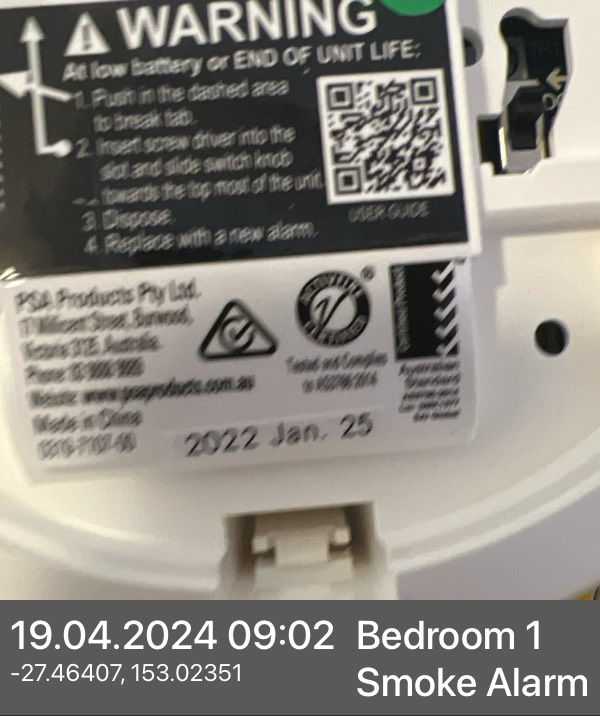 WARNING
At low battery or END OF UNIT LIFE:
1. Push in the dashed area
to break tab.
2. Insert screw driver into the
slot and slide switch knob
towards the top most of the unit.
3. Dispose.
4. Replace with a new alarm.
USER GUIDE
PSA Products Pty Ltd.
Street, Burwood,
Victoria 3125, Australia.
Phone:
Website: www.psaproducts.com.au
Made in China
Tested and Complies
to AS3786:2014
Australian
Standard
2022 Jan. 25
19.04.2024 09:02
-27.46407, 153.02351
Bedroom 1
Smoke Alarm